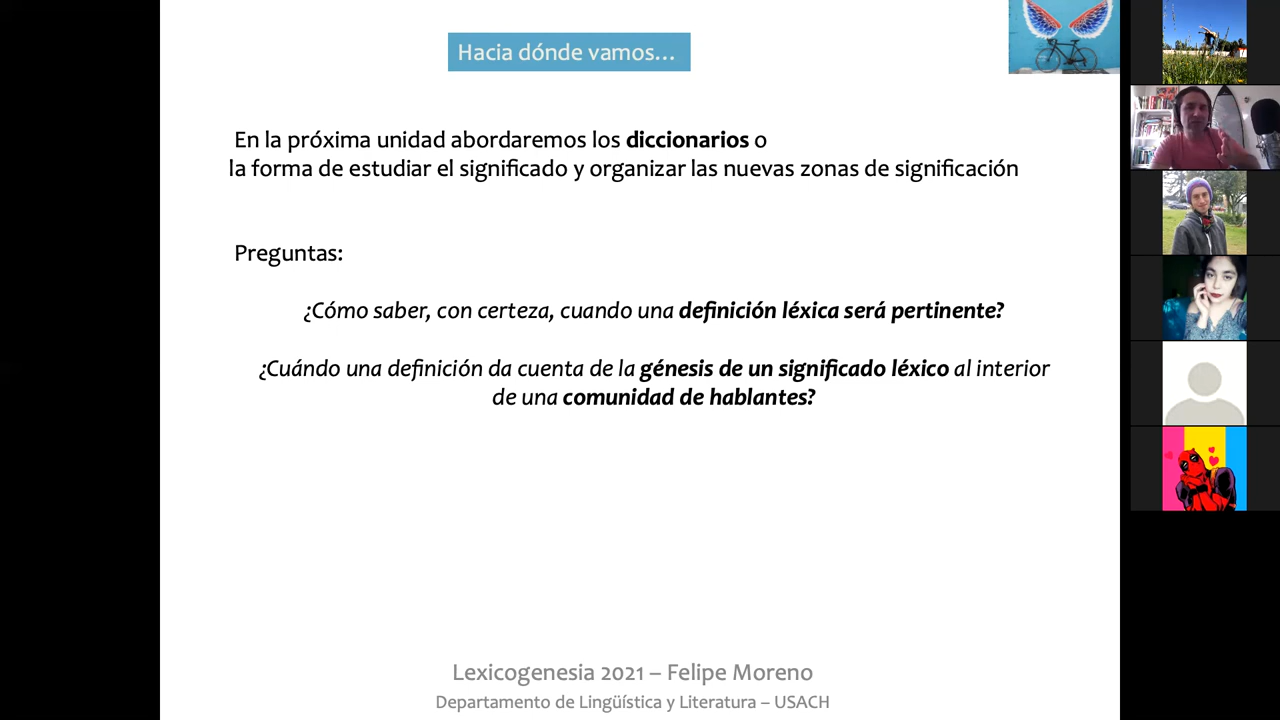 Hacia dónde vamos...
En la próxima unidad abordaremos los diccionarios o
la forma de estudiar el significado y organizar las nuevas zonas de significación
Preguntas:
¿Cómo saber, con certeza, cuando una definición léxica será pertinente?
¿Cuándo una definición da cuenta de la génesis de un significado léxico al interior
de una comunidad de hablantes?
Lexicogenesia 2021 – Felipe Moreno
Departamento de Lingüística y Literatura – USACH